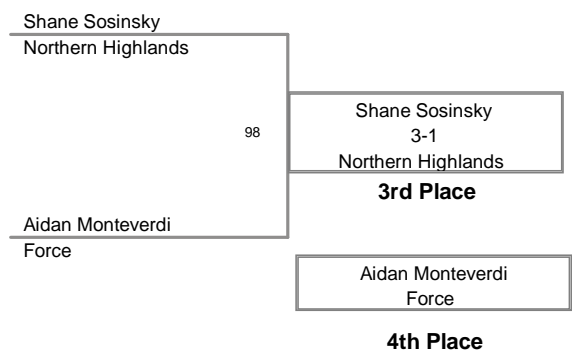 Shane Sosinsky
Northern Highlands
98
Shane Sosinsky
3-1
Northern Highlands
3rd Place
Aidan Monteverdi
Force
Aidan Monteverdi
Force
4th Place